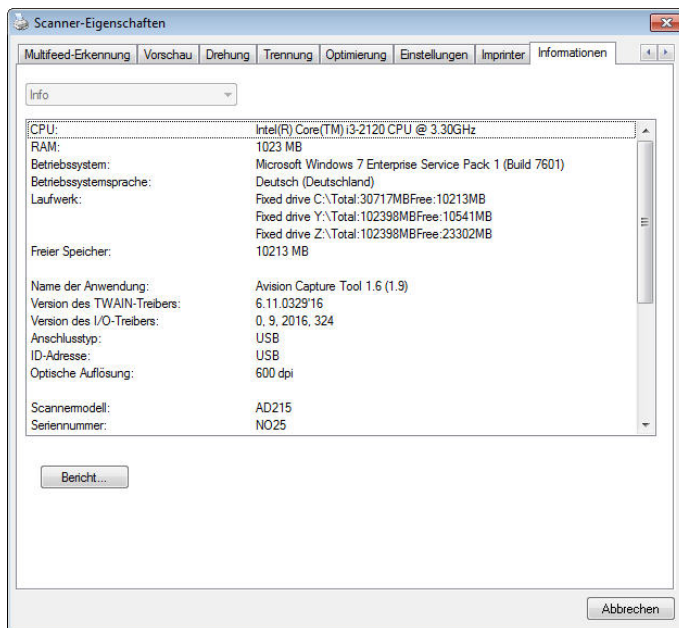 Scanner-Eigenschaften
Multifeed-Erkennung Vorschau Drehung Trennung Optimierung Einstellungen Imprinter Informationen
Info
CPU: Intel(R) Core(TM) i3-2120 CPU @ 3.30GHz
RAM: 1023 MB
Betriebssystem: Microsoft Windows 7 Enterprise Service Pack 1 (Build 7601)
Betriebssystemsprache: Deutsch (Deutschland)
Laufwerk: Fixed drive C:\Total:30717MBFree:10213MB
Fixed drive Y:\Total:102398MBFree:10541MB
Fixed drive Z:\Total:102398MBFree:23302MB
Freier Speicher: 10213 MB
Name der Anwendung: Avision Capture Tool 1.6 (1.9)
Version des TWAIN-Treibers: 6.11.0329'16
Version des I/O-Treibers: 0, 9, 2016, 324
Anschlusstyp: USB
ID-Adresse: USB
Optische Auflösung: 600 dpi
Scannermodell: AD215
Seriennummer: NO25
Bericht...
Abbrechen